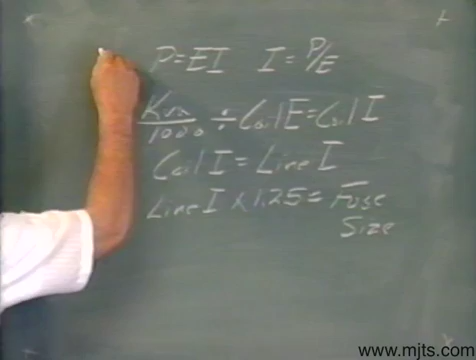 P=EI I=P/E
Kva/1000 ÷ Coil E = Coil I
Coil I = Line I
Line I x 1.25 = Fuse
Size
www.mjts.com